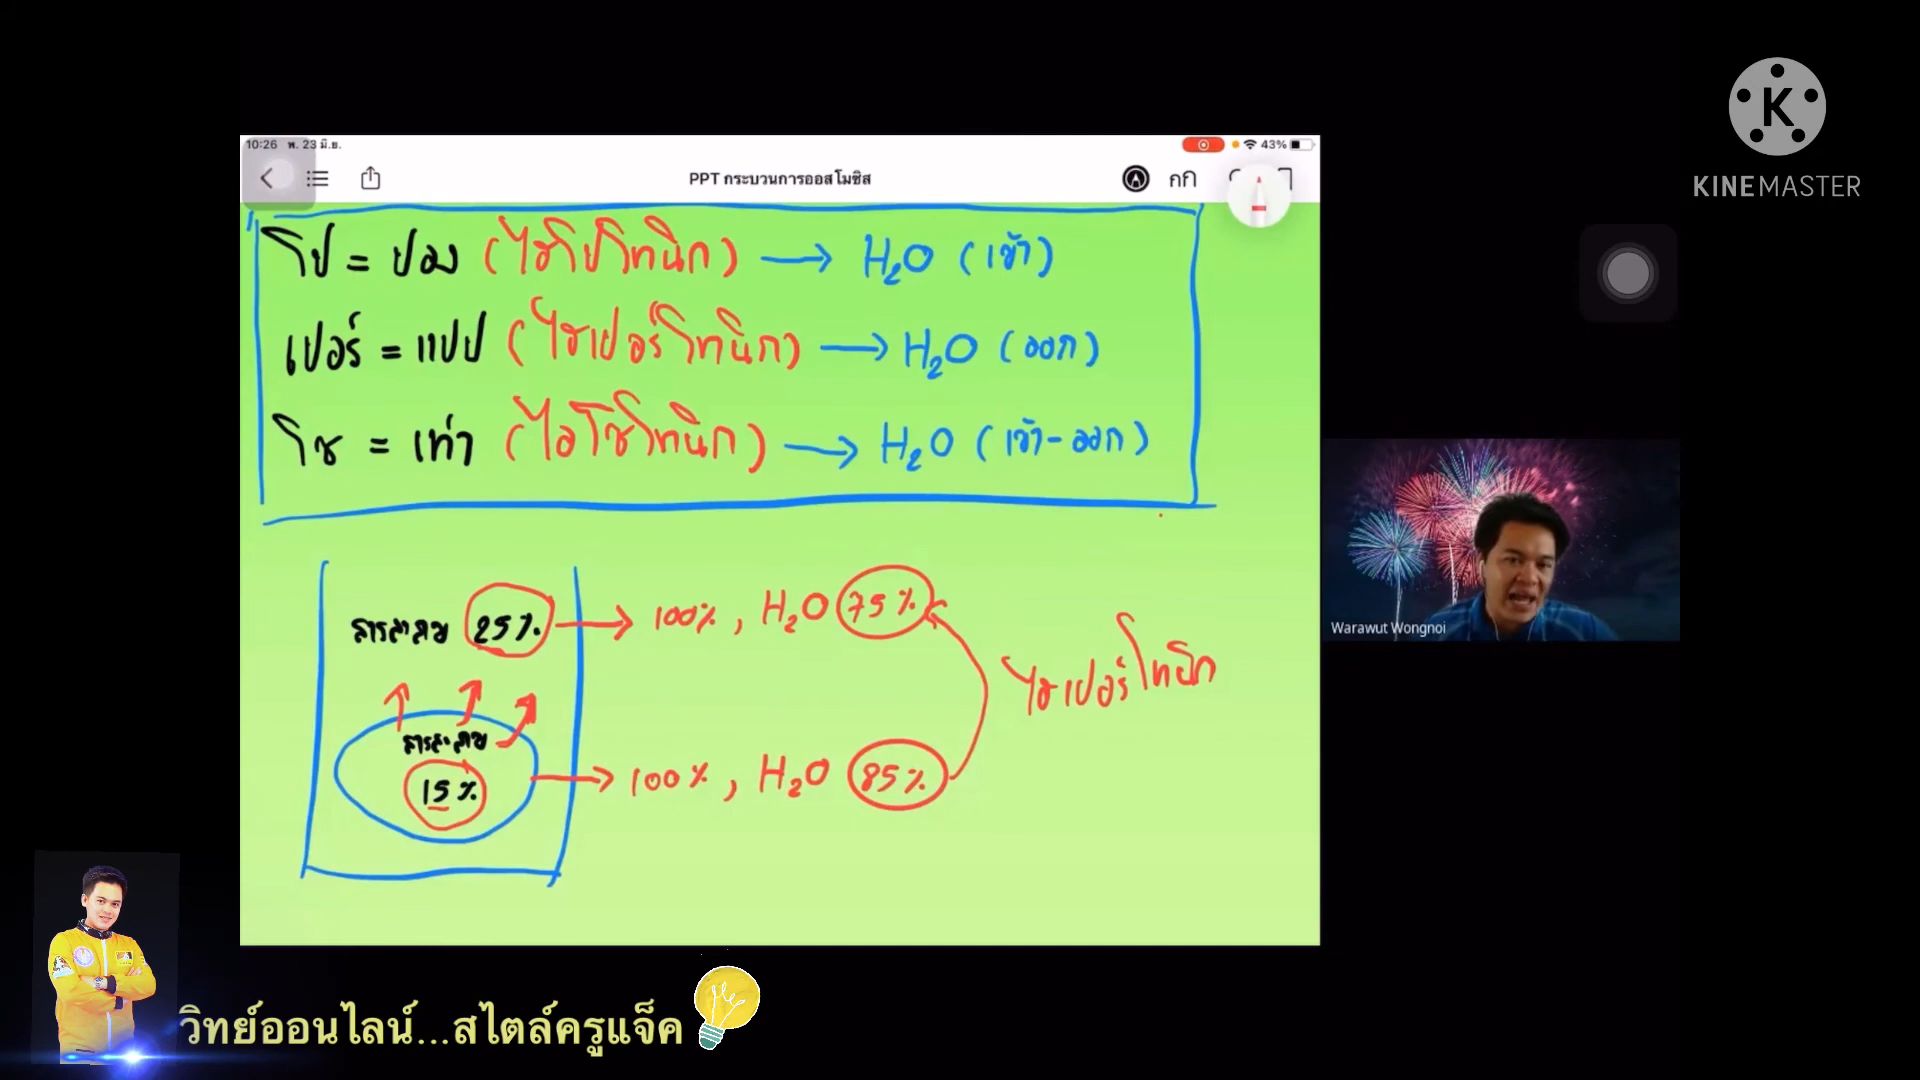 10:26 พ. 23 มิ.ย.
43%
PPT กระบวนการออสโมซิส
กก
K
KINEMASTER
โป = ป่อง (ไฮโปโทนิก) → H₂O (เข้า)
เปอร์ = แปป (ไฮเปอร์โทนิก) → H₂O (ออก)
โซ = เท่า (ไอโซโทนิก) → H₂O (เข้า-ออก)
สารละลาย 25% → 100%, H₂O 75%
ไฮเปอร์โทนิก
สารละลาย
15% → 100%, H₂O 85%
Warawut Wongnoi
วิทย์ออนไลน์...สไตล์ครูแจ็ค